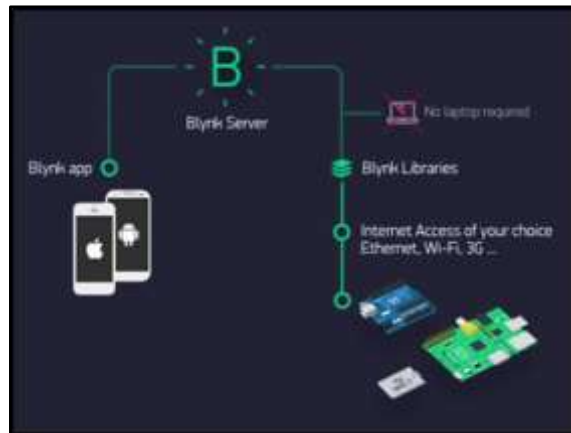 B
Blynk Server
No laptop required
Blynk app
Blynk Libraries
Internet Access of your choice
Ethernet, Wi-Fi, 3G ...